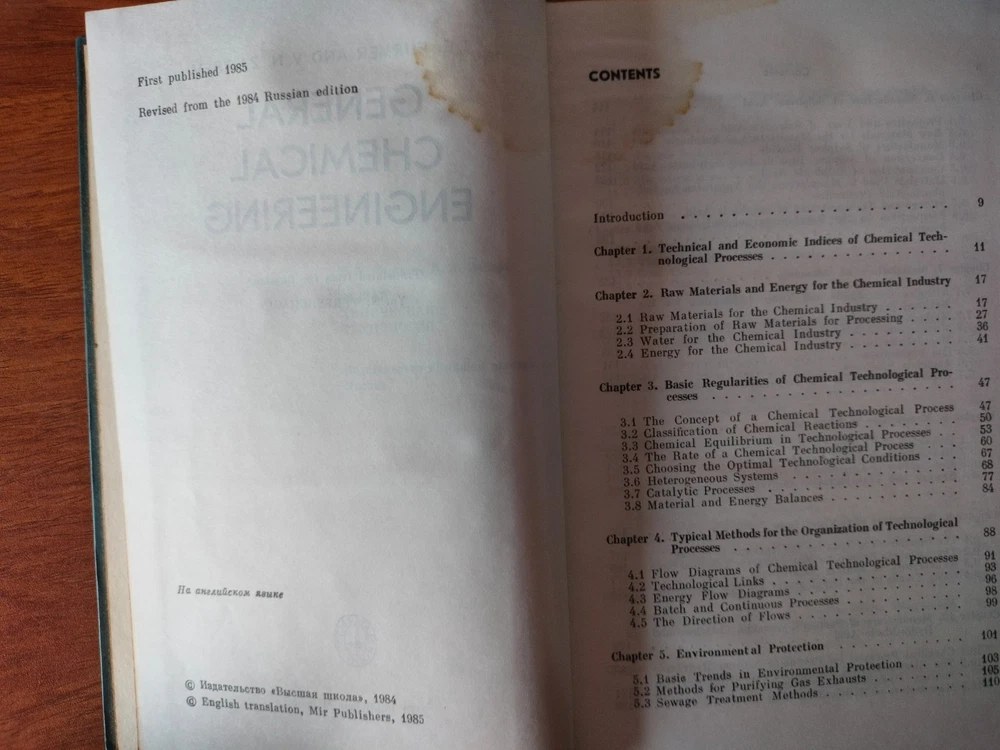 First published 1985
Revised from the 1984 Russian edition
GENERAL
CHEMICAL
ENGINEERING
На английском языке
© Издательство «Высшая школа», 1984
© English translation, Mir Publishers, 1985
CONTENTS
Introduction . . . . . . . . . . . . . . . . . . . . . . 9
Chapter 1. Technical and Economic Indices of Chemical Tech-
nological Processes . . . . . . . . . . . . . . . 11
Chapter 2. Raw Materials and Energy for the Chemical Industry 17
2.1 Raw Materials for the Chemical Industry . . . . . . 17
2.2 Preparation of Raw Materials for Processing . . . . 27
2.3 Water for the Chemical Industry . . . . . . . . . 36
2.4 Energy for the Chemical Industry . . . . . . . . . 41
Chapter 3. Basic Regularities of Chemical Technological Pro-
cesses . . . . . . . . . . . . . . . . . . . . 47
3.1 The Concept of a Chemical Technological Process 47
3.2 Classification of Chemical Reactions . . . . . . . . 50
3.3 Chemical Equilibrium in Technological Processes . . 53
3.4 The Rate of a Chemical Technological Process . . . 60
3.5 Choosing the Optimal Technological Conditions . . . 67
3.6 Heterogeneous Systems . . . . . . . . . . . . . 68
3.7 Catalytic Processes . . . . . . . . . . . . . . . 77
3.8 Material and Energy Balances . . . . . . . . . . 84
Chapter 4. Typical Methods for the Organization of Technological
Processes . . . . . . . . . . . . . . . . . . 88
4.1 Flow Diagrams of Chemical Technological Processes 91
4.2 Technological Links . . . . . . . . . . . . . . . 93
4.3 Energy Flow Diagrams . . . . . . . . . . . . . . 96
4.4 Batch and Continuous Processes . . . . . . . . . 98
4.5 The Direction of Flows . . . . . . . . . . . . . 99
Chapter 5. Environmental Protection . . . . . . . . . . . 101
5.1 Basic Trends in Environmental Protection . . . . . 103
5.2 Methods for Purifying Gas Exhausts . . . . . . . . 105
5.3 Sewage Treatment Methods . . . . . . . . . . . . 110